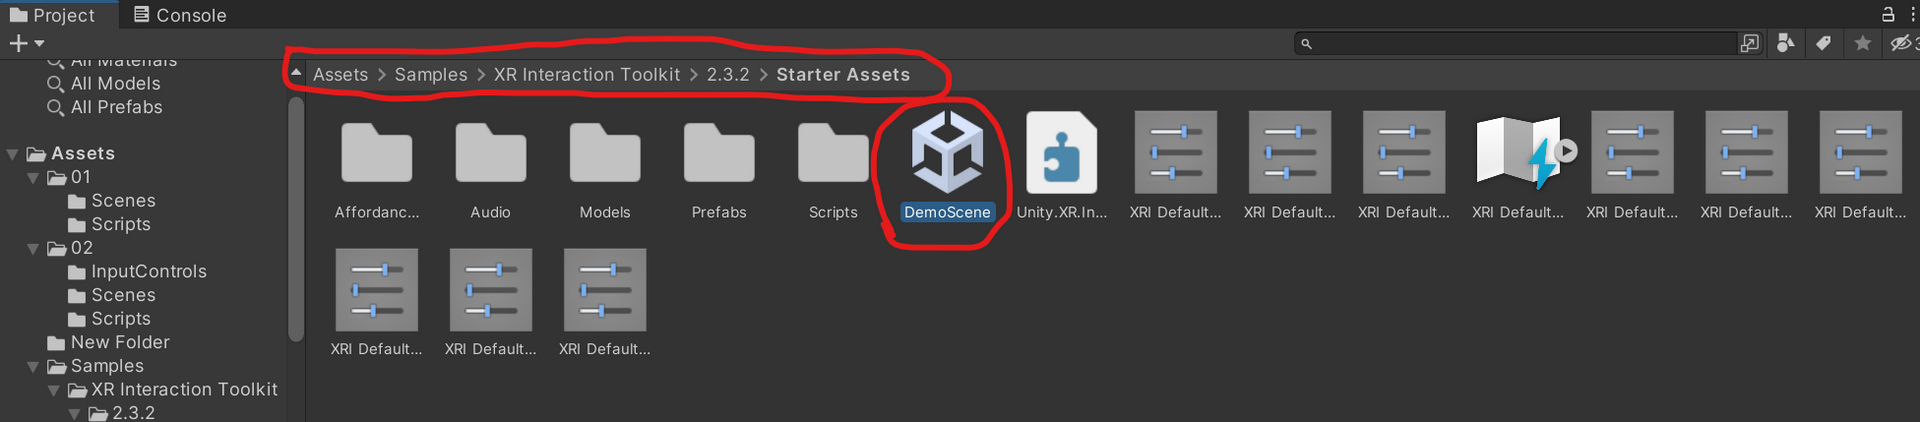 Project Console
All Materials
All Models
All Prefabs
Assets
01
Scenes
Scripts
02
InputControls
Scenes
Scripts
New Folder
Samples
XR Interaction Toolkit
2.3.2
Assets > Samples > XR Interaction Toolkit > 2.3.2 > Starter Assets
Affordanc... Audio Models Prefabs Scripts DemoScene Unity.XR.In... XRI Default... XRI Default... XRI Default... XRI Default... XRI Default... XRI Default... XRI Default...
XRI Default... XRI Default... XRI Default...